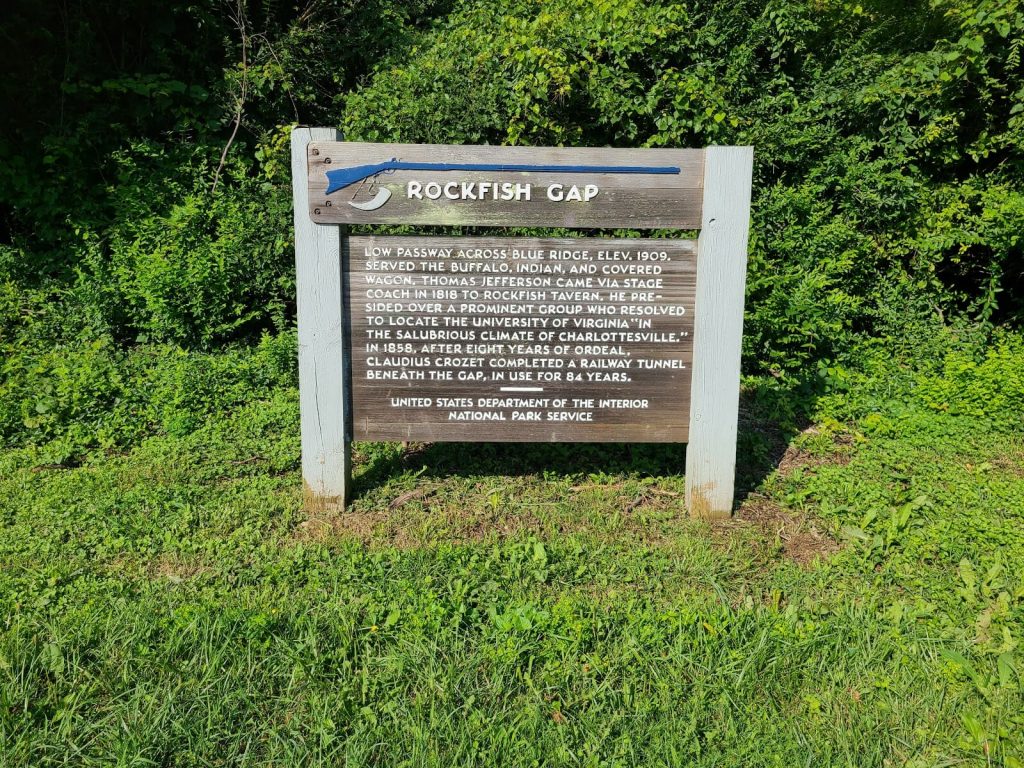 ROCKFISH GAP
LOW PASSWAY ACROSS BLUE RIDGE, ELEV. 1909.
SERVED THE BUFFALO, INDIAN, AND COVERED
WAGON. THOMAS JEFFERSON CAME VIA STAGE
COACH IN 1818 TO ROCKFISH TAVERN. HE PRE-
SIDED OVER A PROMINENT GROUP WHO RESOLVED
TO LOCATE THE UNIVERSITY OF VIRGINIA "IN
THE SALUBRIOUS CLIMATE OF CHARLOTTESVILLE."
IN 1858, AFTER EIGHT YEARS OF ORDEAL,
CLAUDIUS CROZET COMPLETED A RAILWAY TUNNEL
BENEATH THE GAP, IN USE FOR 84 YEARS.
UNITED STATES DEPARTMENT OF THE INTERIOR
NATIONAL PARK SERVICE